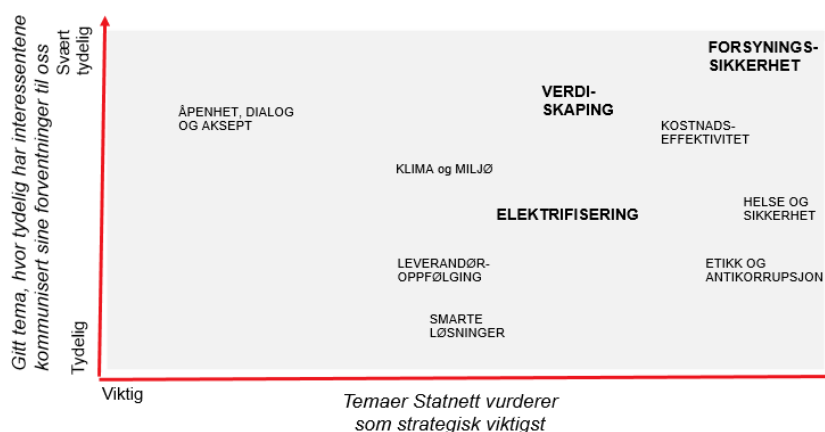 Gitt tema, hvor tydelig har interessentene
kommunisert sine forventninger til oss
Svært
tydelig
Tydelig
FORSYNINGS-
SIKKERHET
VERDI-
SKAPING
ÅPENHET, DIALOG
OG AKSEPT
KOSTNADS-
EFFEKTIVITET
KLIMA og MILJØ
HELSE OG
SIKKERHET
ELEKTRIFISERING
LEVERANDØR-
OPPFØLGING
ETIKK OG
ANTIKORRUPSJON
SMARTE
LØSNINGER
Viktig
Temaer Statnett vurderer
som strategisk viktigst